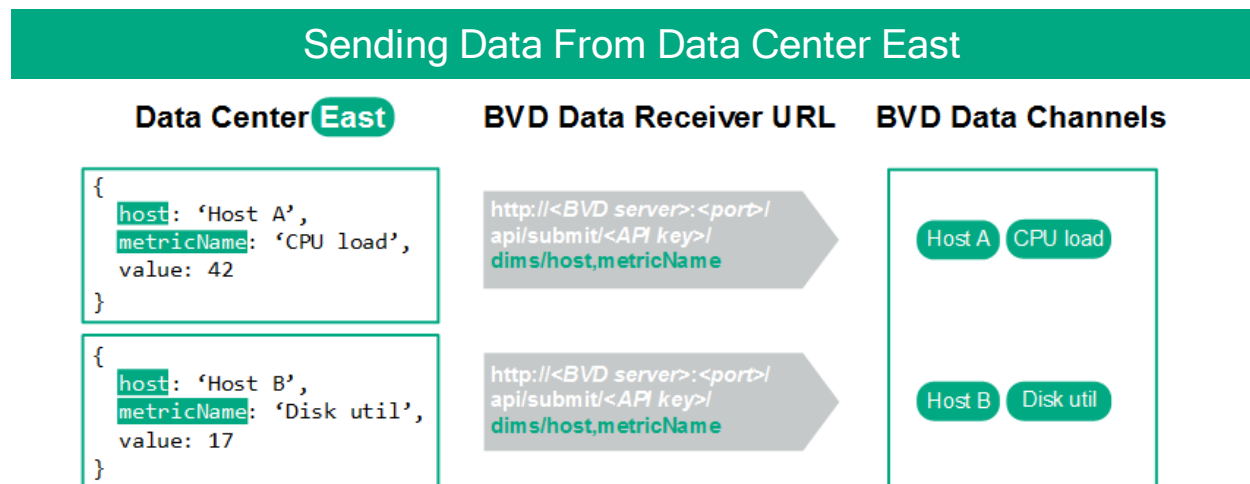 Sending Data From Data Center East
Data Center East
BVD Data Receiver URL
BVD Data Channels
{
host: ‘Host A’,
metricName: ‘CPU load’,
value: 42
}
http://<BVD server>:<port>/
api/submit/<API key>/
dims/host,metricName
Host A CPU load
{
host: ‘Host B’,
metricName: ‘Disk util’,
value: 17
}
http://<BVD server>:<port>/
api/submit/<API key>/
dims/host,metricName
Host B Disk util